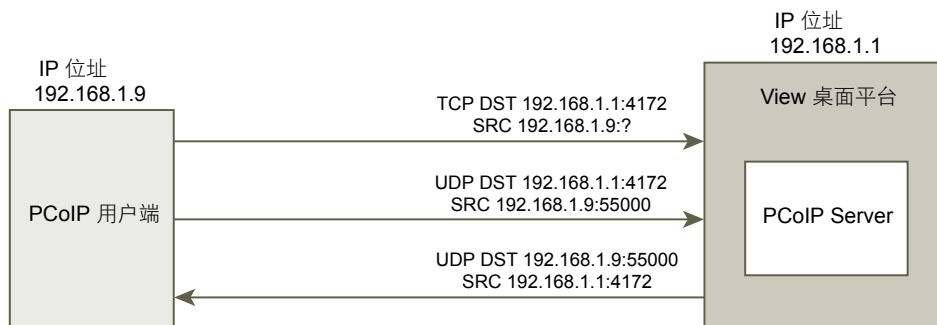 IP 位址
192.168.1.1
IP 位址
192.168.1.9
View 桌面平台
TCP DST 192.168.1.1:4172
SRC 192.168.1.9:?
UDP DST 192.168.1.1:4172
SRC 192.168.1.9:55000
PCoIP 用户端
PCoIP Server
UDP DST 192.168.1.9:55000
SRC 192.168.1.1:4172